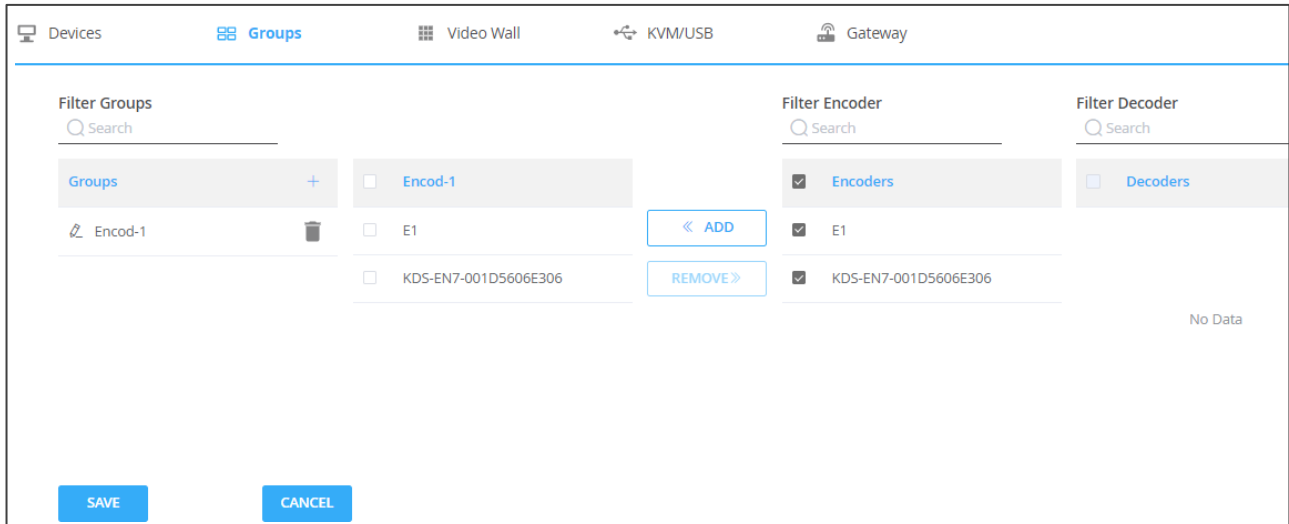 Devices Groups Video Wall KVM/USB Gateway
Filter Groups Filter Encoder Filter Decoder
Search Search Search
Groups + Encod-1 Encoders Decoders
Encod-1 E1 « ADD E1
KDS-EN7-001D5606E306 REMOVE » KDS-EN7-001D5606E306
No Data
SAVE CANCEL